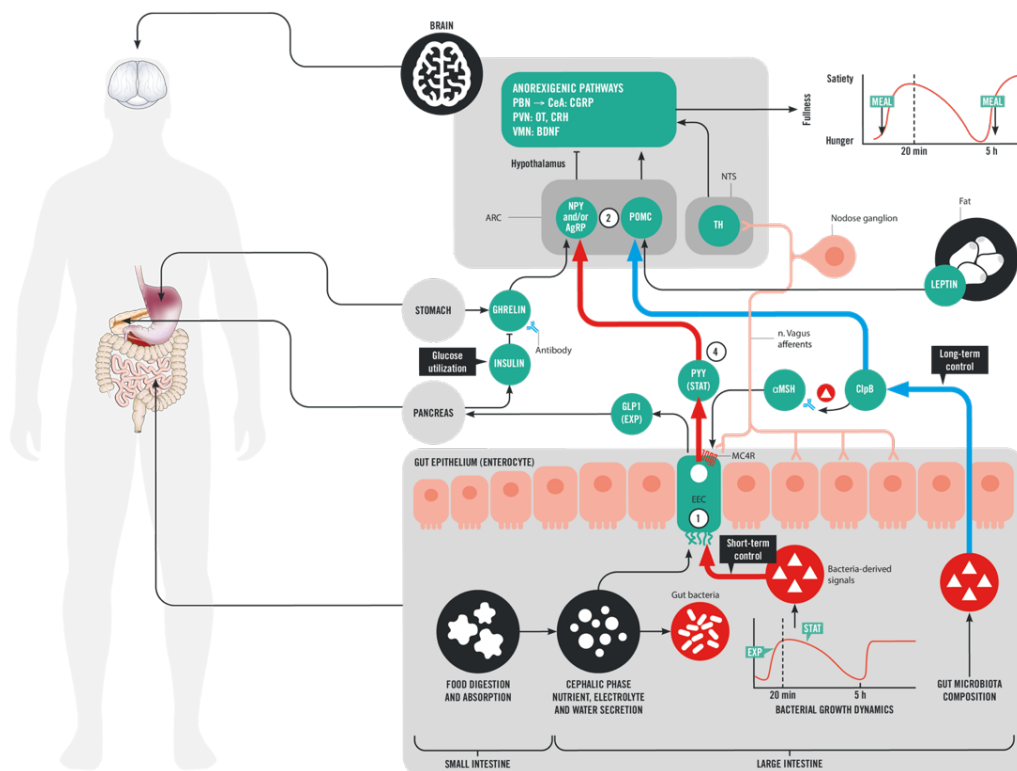 BRAIN
ANOREXIGENIC PATHWAYS
PBN → CeA: CGRP
PVN: OT, CRH
VMN: BDNF
Hypothalamus
Fullness
Satiety
MEAL
MEAL
Hunger
20 min
5 h
ARC
NPY
and/or
AgRP
2
POMC
NTS
TH
Nodose ganglion
Fat
LEPTIN
STOMACH
GHRELIN
Antibody
Glucose
utilization
INSULIN
PANCREAS
GLP1
(EXP)
PYY
(STAT)
4
n. Vagus
afferents
αMSH
ClpB
Long-term
control
MC4R
GUT EPITHELIUM (ENTEROCYTE)
EEC
1
Short-term
control
Bacteria-derived
signals
Gut bacteria
FOOD DIGESTION
AND ABSORPTION
CEPHALIC PHASE
NUTRIENT, ELECTROLYTE
AND WATER SECRETION
EXP
STAT
20 min
5 h
BACTERIAL GROWTH DYNAMICS
GUT MICROBIOTA
COMPOSITION
SMALL INTESTINE
LARGE INTESTINE